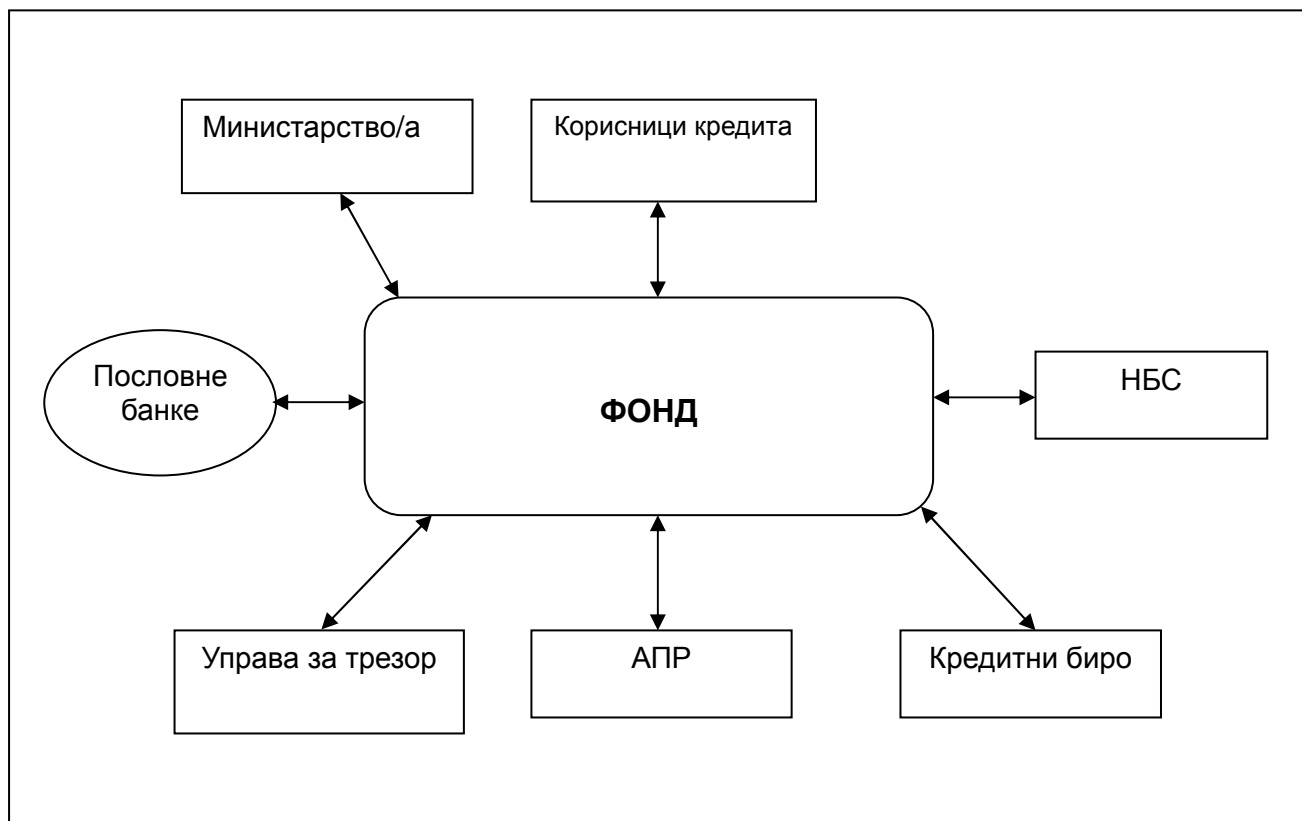 Министарство/а
Корисници кредита
Пословне
банке
ФОНД
НБС
Управа за трезор
АПР
Кредитни биро